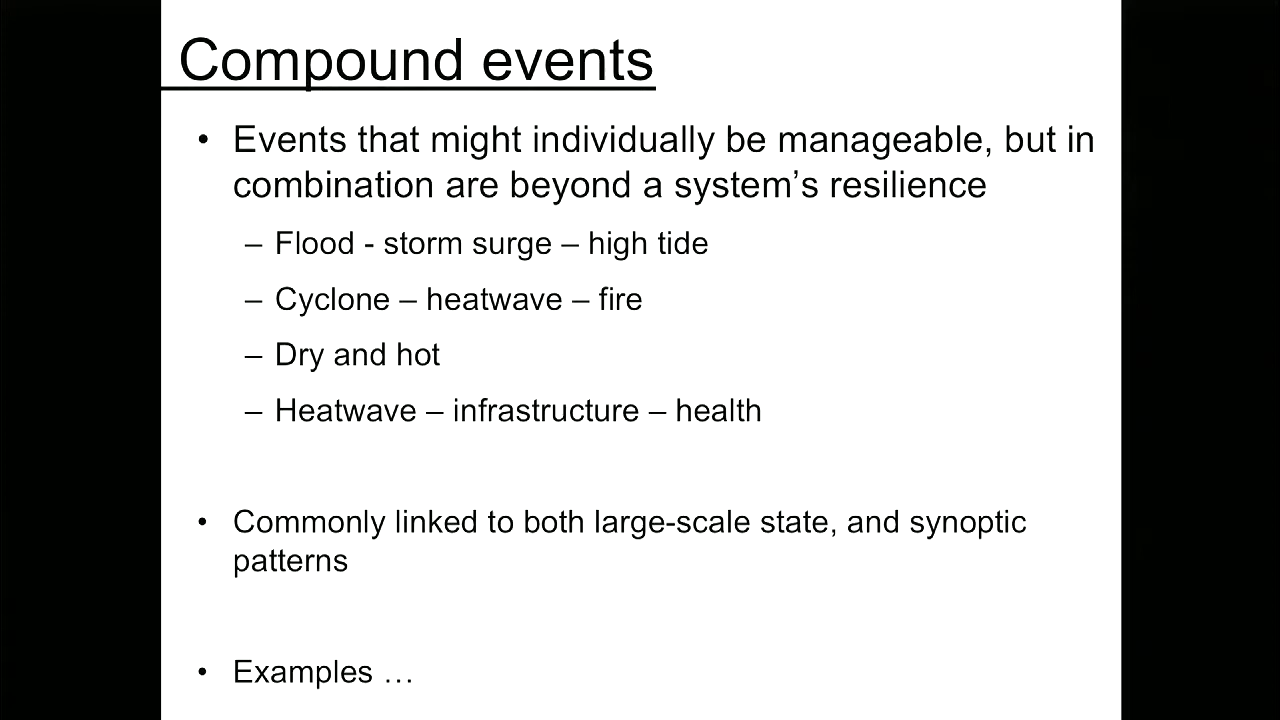 Compound events
• Events that might individually be manageable, but in
combination are beyond a system’s resilience
– Flood - storm surge – high tide
– Cyclone – heatwave – fire
– Dry and hot
– Heatwave – infrastructure – health
• Commonly linked to both large-scale state, and synoptic
patterns
• Examples …